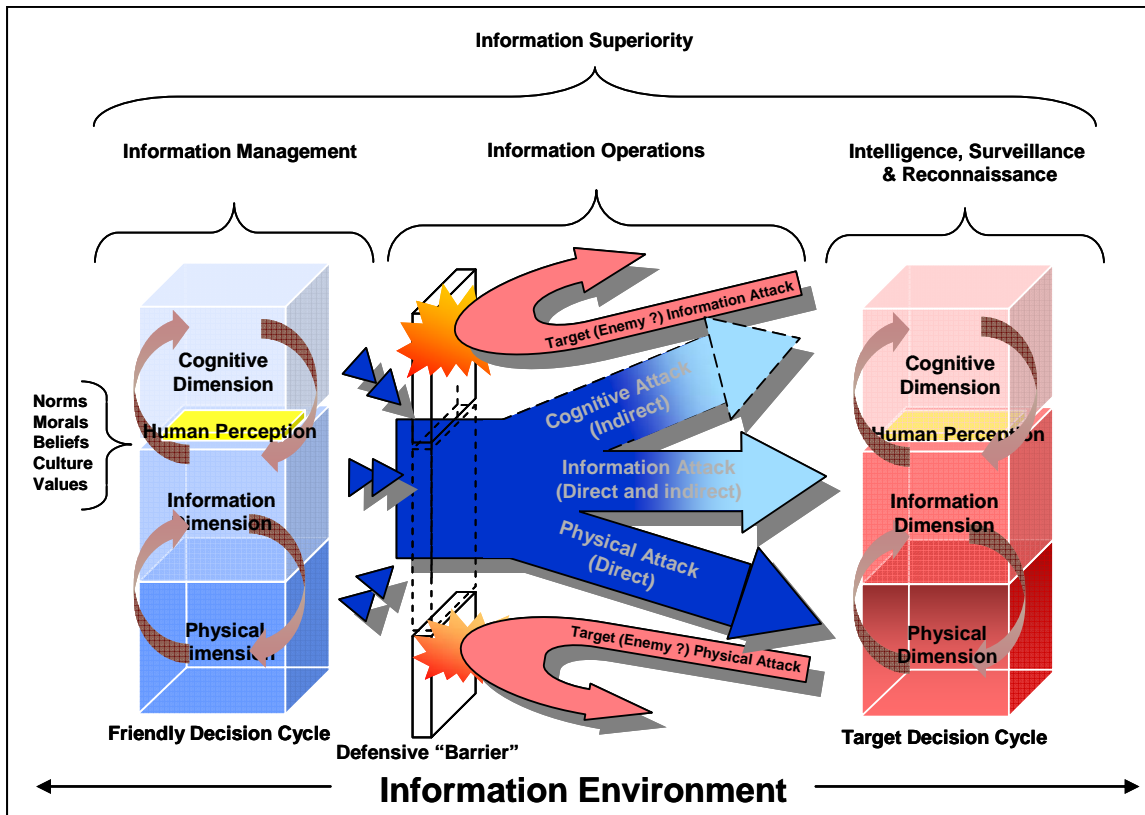 Information Superiority
Information Management
Information Operations
Intelligence, Surveillance
& Reconnaissance
Norms
Morals
Beliefs
Culture
Values
Cognitive
Dimension
Human Perception
Information
Dimension
Physical
Dimension
Friendly Decision Cycle
Target (Enemy ?) Information Attack
Cognitive Attack
(Indirect)
Information Attack
(Direct and indirect)
Physical Attack
(Direct)
Target (Enemy ?) Physical Attack
Defensive “Barrier”
Cognitive
Dimension
Human Perception
Information
Dimension
Physical
Dimension
Target Decision Cycle
Information Environment